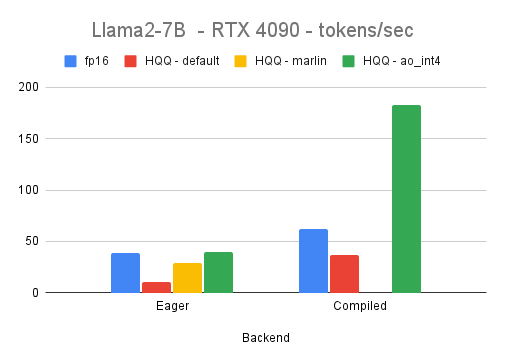 Llama2-7B - RTX 4090 - tokens/sec
fp16 HQQ - default HQQ - marlin HQQ - ao_int4
200
150
100
50
0
Eager Compiled
Backend